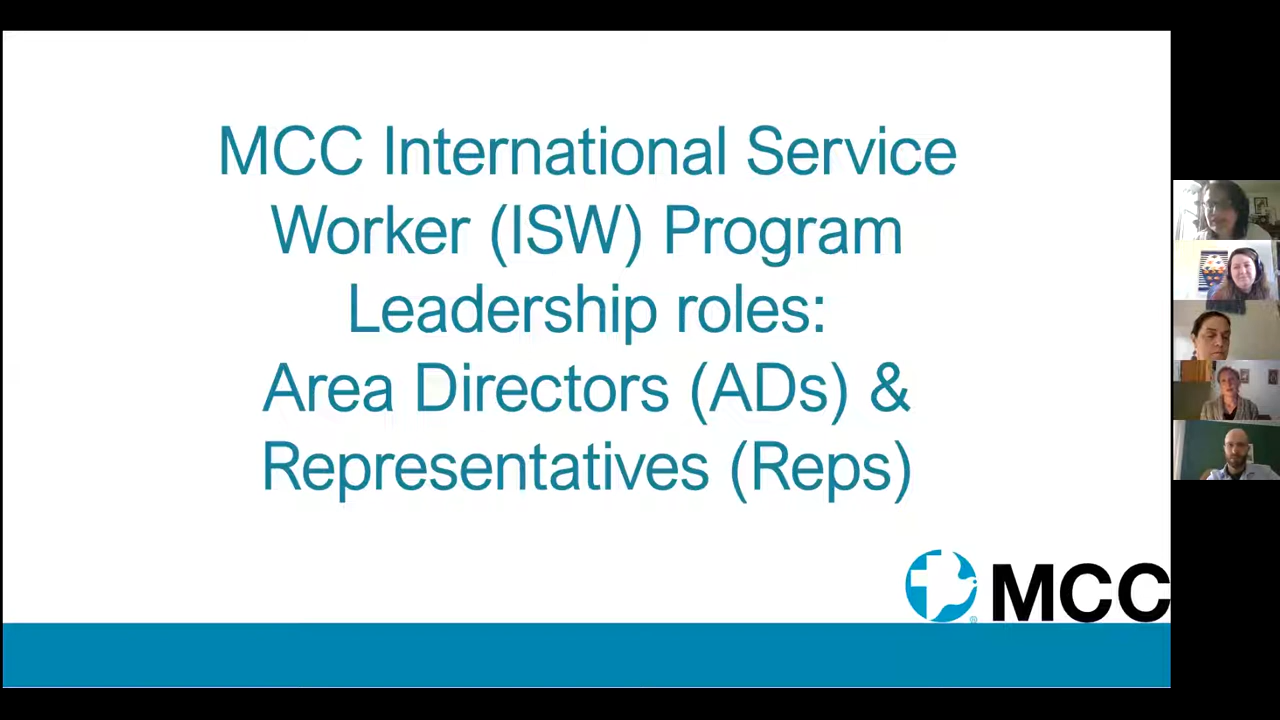 MCC International Service
Worker (ISW) Program
Leadership roles:
Area Directors (ADs) &
Representatives (Reps)
MCC